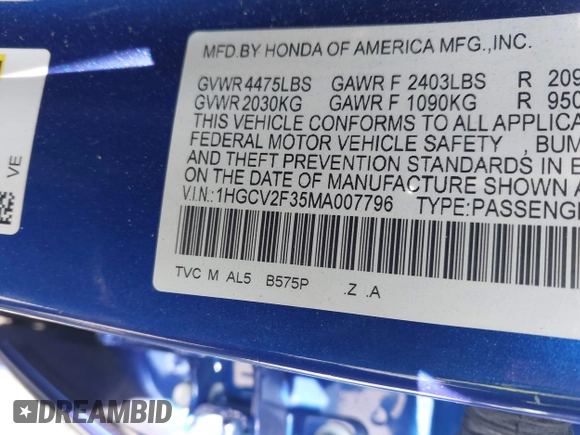 MFD.BY HONDA OF AMERICA MFG.,INC.
GVWR 4475LBS GAWR F 2403LBS R 209
GVWR 2030KG GAWR F 1090KG R 950
THIS VEHICLE CONFORMS TO ALL APPLICA
FEDERAL MOTOR VEHICLE SAFETY , BUM
AND THEFT PREVENTION STANDARDS IN E
ON THE DATE OF MANUFACTURE SHOWN A
V.I.N.: 1HGCV2F35MA007796 TYPE:PASSENGE
TVC M AL5 B575P .Z .A
VE
DREAMBID